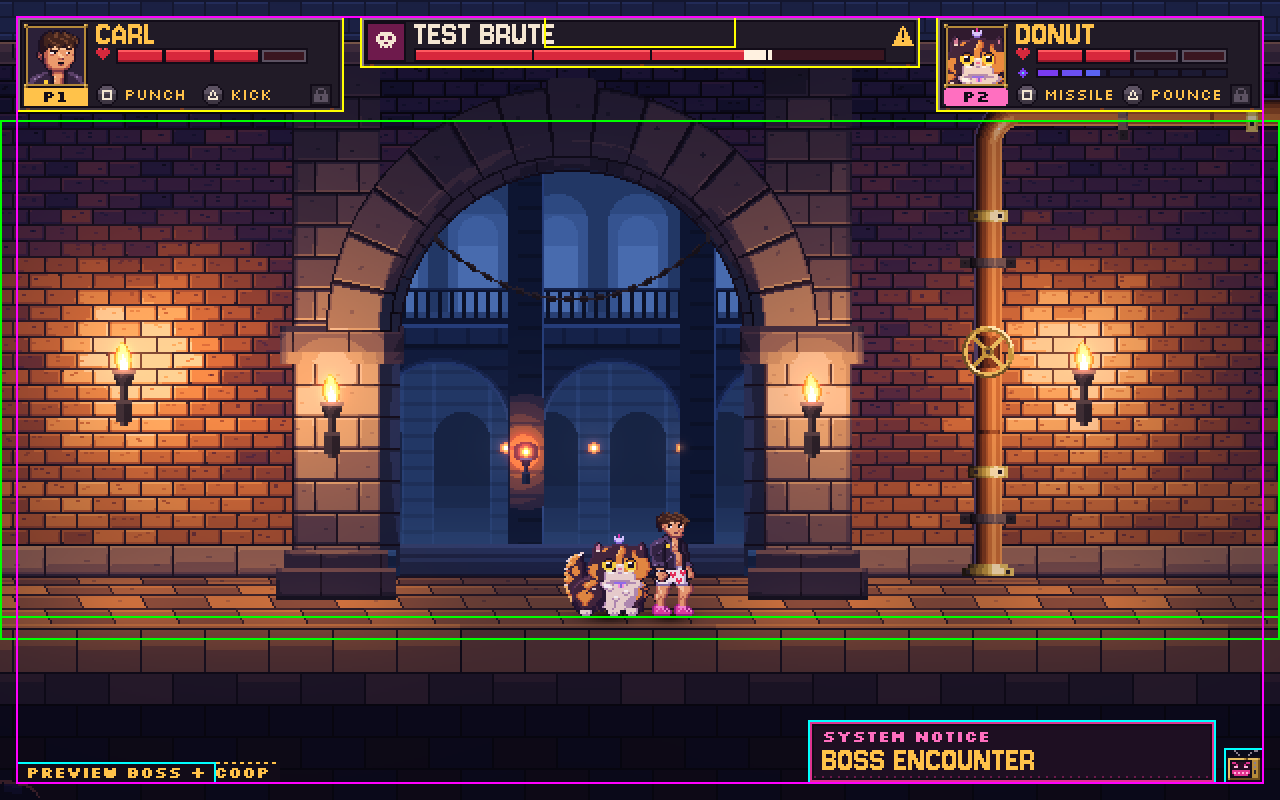 CARL
P1
PUNCH
KICK
TEST BRUTE
DONUT
P2
MISSILE
POUNCE
SYSTEM NOTICE
BOSS ENCOUNTER
PREVIEW BOSS + COOP